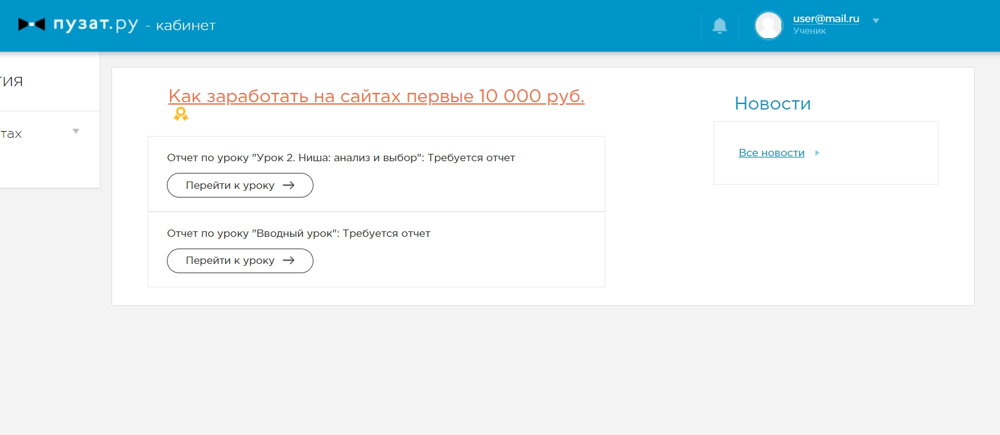 пузат.ру - кабинет
user@mail.ru
Ученик
тия
тах
Как заработать на сайтах первые 10 000 руб.
Отчет по уроку "Урок 2. Ниша: анализ и выбор": Требуется отчет
Перейти к уроку
Отчет по уроку "Вводный урок": Требуется отчет
Перейти к уроку
Новости
Все новости